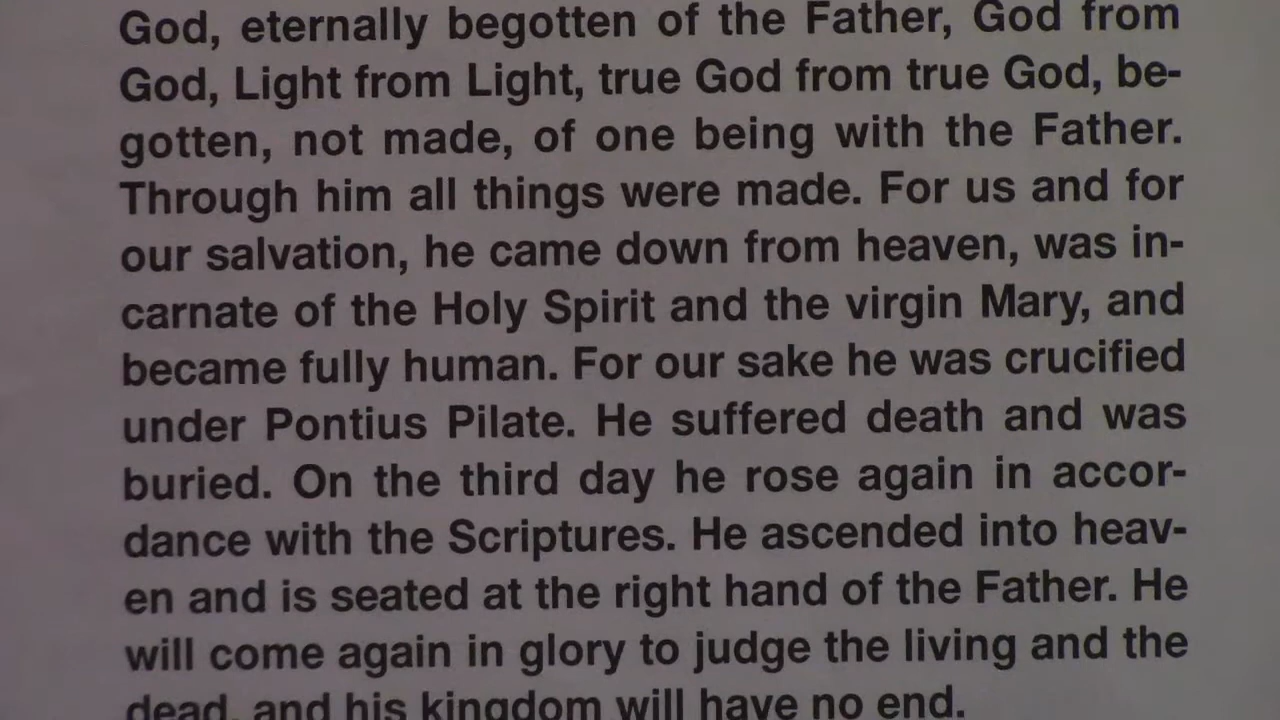 God, eternally begotten of the Father, God from
God, Light from Light, true God from true God, be-
gotten, not made, of one being with the Father.
Through him all things were made. For us and for
our salvation, he came down from heaven, was in-
carnate of the Holy Spirit and the virgin Mary, and
became fully human. For our sake he was crucified
under Pontius Pilate. He suffered death and was
buried. On the third day he rose again in accor-
dance with the Scriptures. He ascended into heav-
en and is seated at the right hand of the Father. He
will come again in glory to judge the living and the
dead, and his kingdom will have no end.